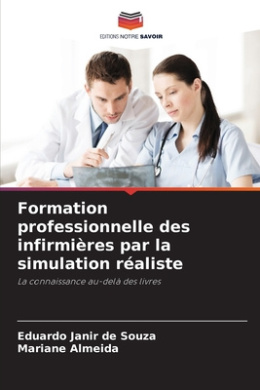 EDITIONS NOTRE SAVOIR
Formation
professionnelle des
infirmières par la
simulation réaliste
La connaissance au-delà des livres
Eduardo Janir de Souza
Mariane Almeida